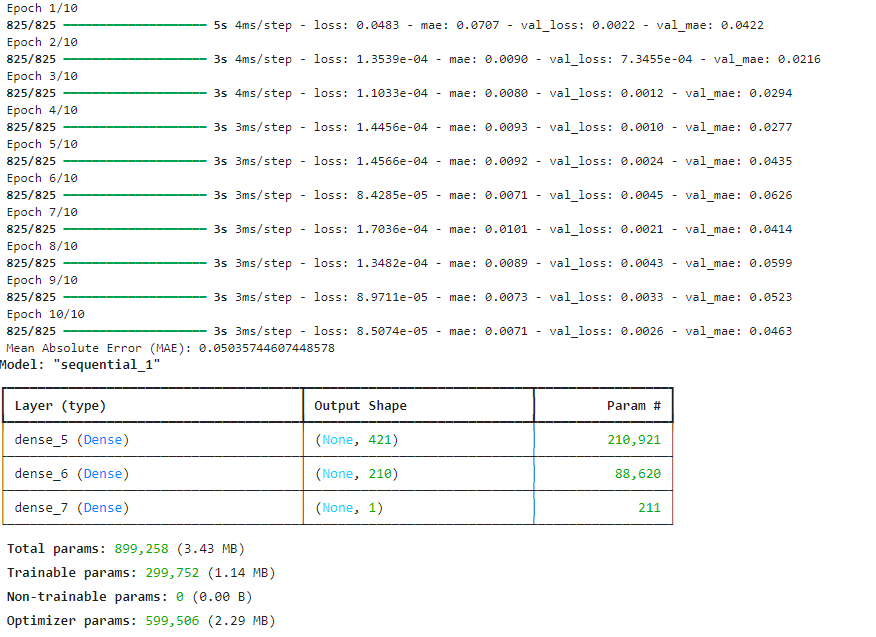 Epoch 1/10
825/825 ━━━━━━━━━━━━━━━━━━━━ 5s 4ms/step - loss: 0.0483 - mae: 0.0707 - val_loss: 0.0022 - val_mae: 0.0422
Epoch 2/10
825/825 ━━━━━━━━━━━━━━━━━━━━ 3s 4ms/step - loss: 1.3539e-04 - mae: 0.0090 - val_loss: 7.3455e-04 - val_mae: 0.0216
Epoch 3/10
825/825 ━━━━━━━━━━━━━━━━━━━━ 3s 4ms/step - loss: 1.1033e-04 - mae: 0.0080 - val_loss: 0.0012 - val_mae: 0.0294
Epoch 4/10
825/825 ━━━━━━━━━━━━━━━━━━━━ 3s 3ms/step - loss: 1.4456e-04 - mae: 0.0093 - val_loss: 0.0010 - val_mae: 0.0277
Epoch 5/10
825/825 ━━━━━━━━━━━━━━━━━━━━ 3s 3ms/step - loss: 1.4566e-04 - mae: 0.0092 - val_loss: 0.0024 - val_mae: 0.0435
Epoch 6/10
825/825 ━━━━━━━━━━━━━━━━━━━━ 3s 3ms/step - loss: 8.4285e-05 - mae: 0.0071 - val_loss: 0.0045 - val_mae: 0.0626
Epoch 7/10
825/825 ━━━━━━━━━━━━━━━━━━━━ 3s 3ms/step - loss: 1.7036e-04 - mae: 0.0101 - val_loss: 0.0021 - val_mae: 0.0414
Epoch 8/10
825/825 ━━━━━━━━━━━━━━━━━━━━ 3s 3ms/step - loss: 1.3482e-04 - mae: 0.0089 - val_loss: 0.0043 - val_mae: 0.0599
Epoch 9/10
825/825 ━━━━━━━━━━━━━━━━━━━━ 3s 3ms/step - loss: 8.9711e-05 - mae: 0.0073 - val_loss: 0.0033 - val_mae: 0.0523
Epoch 10/10
825/825 ━━━━━━━━━━━━━━━━━━━━ 3s 3ms/step - loss: 8.5074e-05 - mae: 0.0071 - val_loss: 0.0026 - val_mae: 0.0463
Mean Absolute Error (MAE): 0.05035744607448578
Model: "sequential_1"
Layer (type) Output Shape Param #
dense_5 (Dense) (None, 421) 210,921
dense_6 (Dense) (None, 210) 88,620
dense_7 (Dense) (None, 1) 211
Total params: 899,258 (3.43 MB)
Trainable params: 299,752 (1.14 MB)
Non-trainable params: 0 (0.00 B)
Optimizer params: 599,506 (2.29 MB)